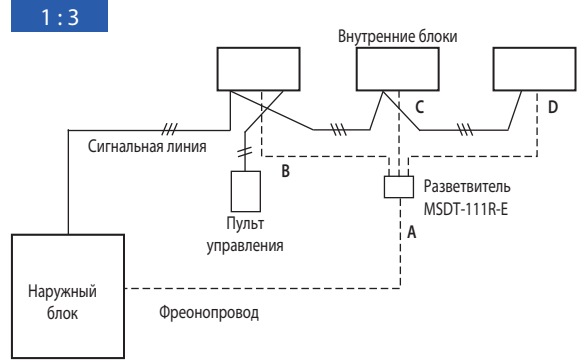 1 : 3
Внутренние блоки
C
D
Сигнальная линия
B
Разветвитель
MSDT-111R-E
Пульт
управления
A
Наружный
блок
Фреонопровод